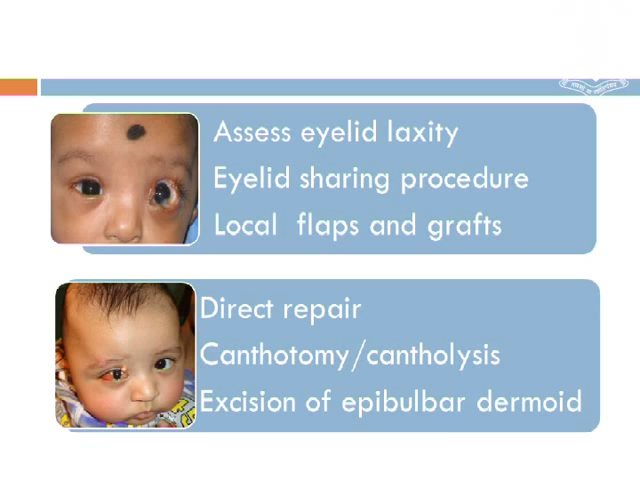 Assess eyelid laxity
Eyelid sharing procedure
Local flaps and grafts
Direct repair
Canthotomy/cantholysis
Excision of epibulbar dermoid